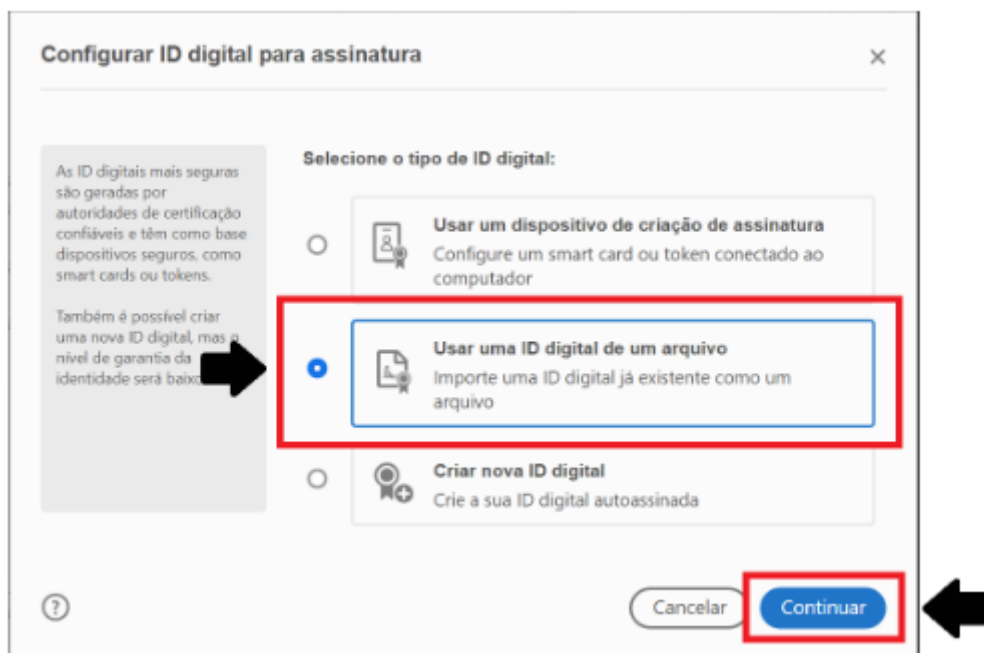 Configurar ID digital para assinatura
As ID digitais mais seguras
são geradas por
autoridades de certificação
confiáveis e têm como base
dispositivos seguros, como
smart cards ou tokens.
Também é possível criar
uma nova ID digital, mas o
nível de garantia da
identidade será
Selecione o tipo de ID digital:
Usar um dispositivo de criação de assinatura
Configure um smart card ou token conectado ao
computador
Usar uma ID digital de um arquivo
Importe uma ID digital já existente como um
arquivo
Criar nova ID digital
Crie a sua ID digital autoassinada
Cancelar
Continuar